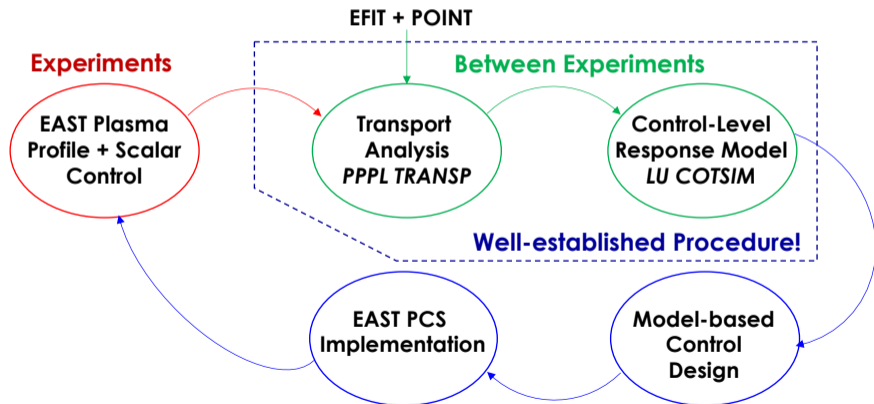 EFIT + POINT
Experiments
Between Experiments
EAST Plasma
Profile + Scalar
Control
Transport
Analysis
PPPL TRANSP
Control-Level
Response Model
LU COTSIM
Well-established Procedure!
EAST PCS
Implementation
Model-based
Control
Design